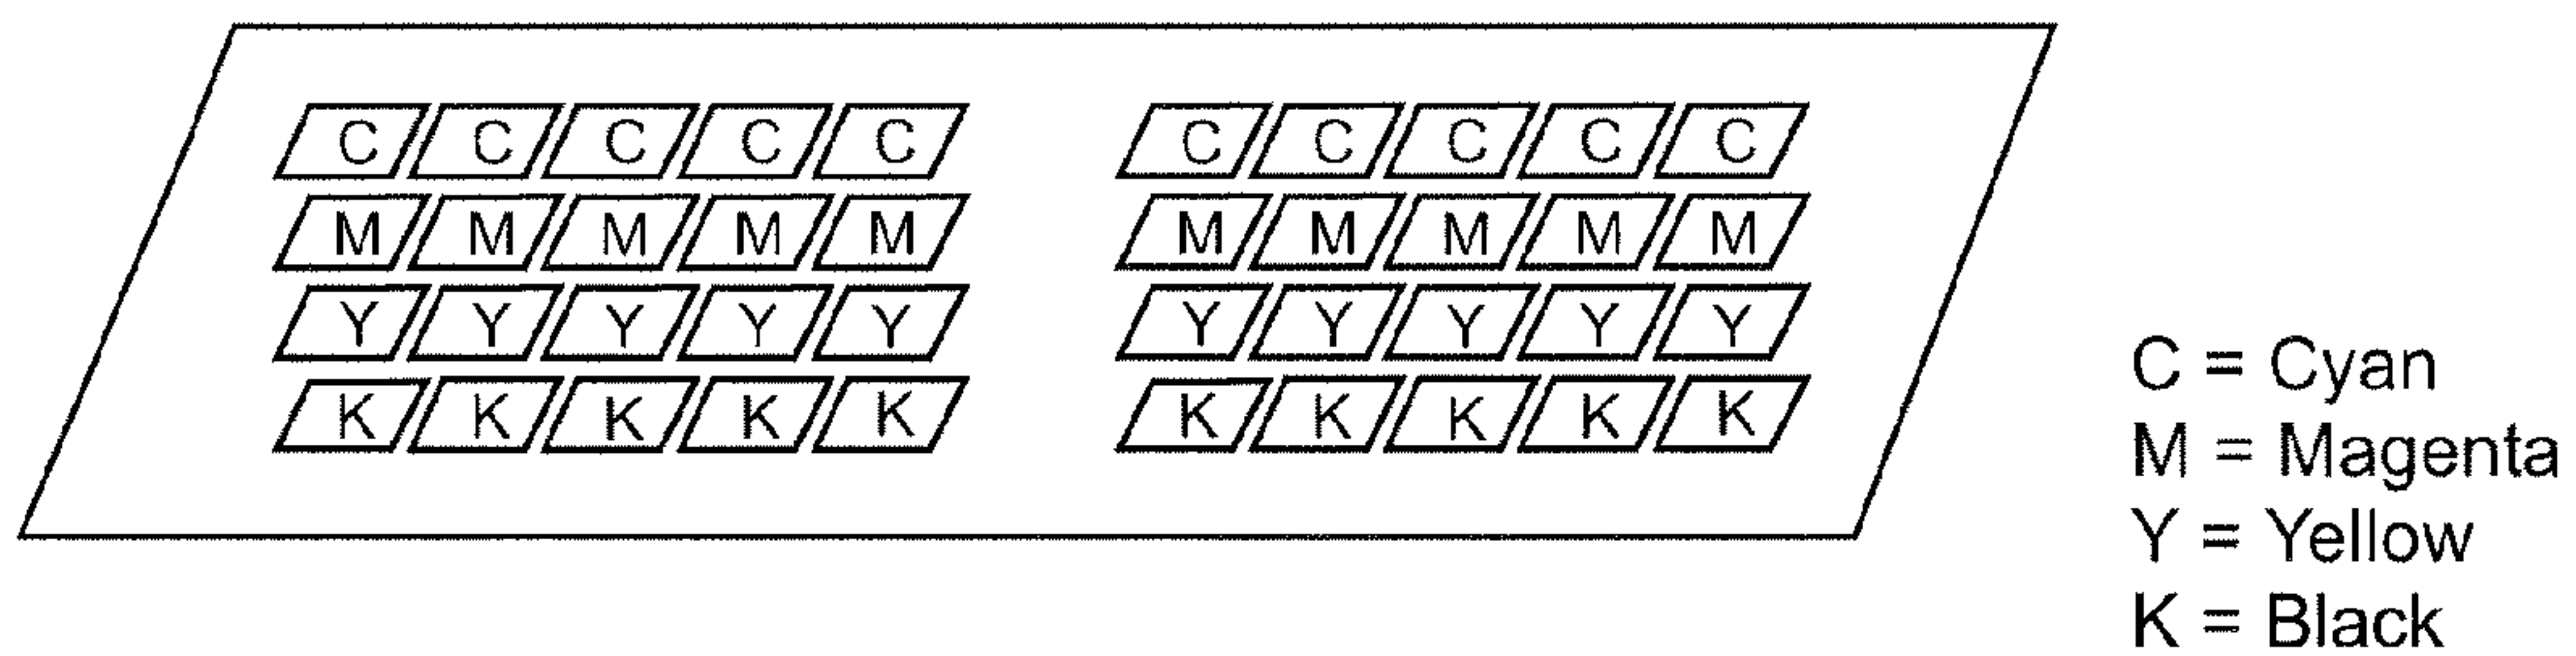 C C C C C C C C C C
M M M M M M M M M M
Y Y Y Y Y Y Y Y Y Y
K K K K K K K K K K
C = Cyan
M = Magenta
Y = Yellow
K = Black